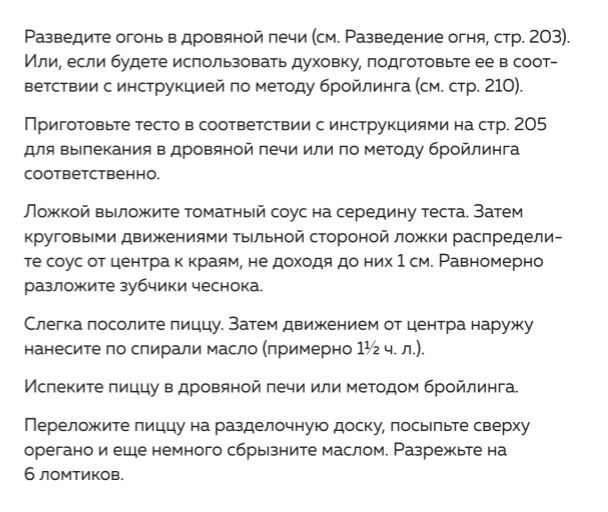 Разведите огонь в дровяной печи (см. Разведение огня, стр. 203).
Или, если будете использовать духовку, подготовьте ее в соот-
ветствии с инструкцией по методу бройлинга (см. стр. 210).
Приготовьте тесто в соответствии с инструкциями на стр. 205
для выпекания в дровяной печи или по методу бройлинга
соответственно.
Ложкой выложите томатный соус на середину теста. Затем
круговыми движениями тыльной стороной ложки распредели-
те соус от центра к краям, не доходя до них 1 см. Равномерно
разложите зубчики чеснока.
Слегка посолите пиццу. Затем движением от центра наружу
нанесите по спирали масло (примерно 1½ ч. л.).
Испеките пиццу в дровяной печи или методом бройлинга.
Переложите пиццу на разделочную доску, посыпьте сверху
орегано и еще немного сбрызните маслом. Разрежьте на
6 ломтиков.